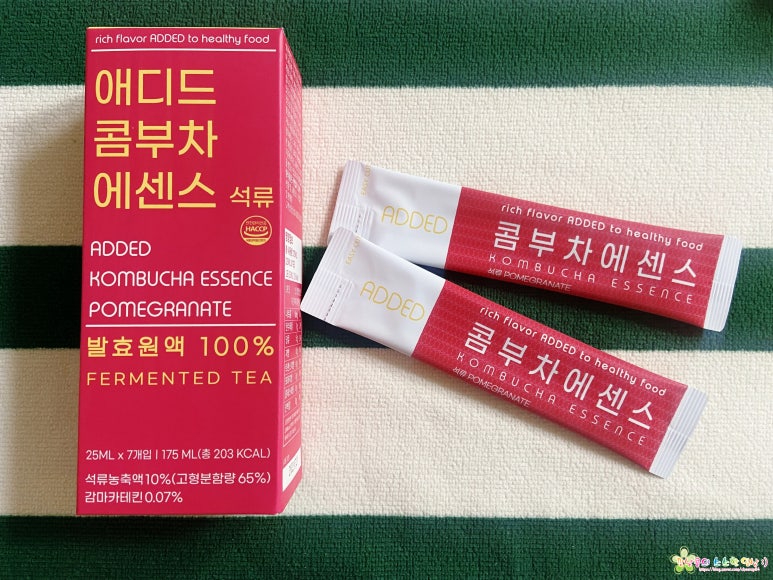 rich flavor ADDED to healthy food
애디드
콤부차
에센스 석류
HACCP
ADDED
KOMBUCHA ESSENCE
POMEGRANATE
발효원액 100%
FERMENTED TEA
25ML x 7개입 | 175 ML(총 203 KCAL)
석류농축액10%(고형분함량 65%)
감마카테킨 0.07%
EASY CUT
ADDED
rich flavor ADDED to healthy food
콤부차에센스
KOMBUCHA ESSENCE
석류 POMEGRANATE
EASY CUT
ADDED
rich flavor ADDED to healthy food
콤부차에센스
KOMBUCHA ESSENCE
석류 POMEGRANATE